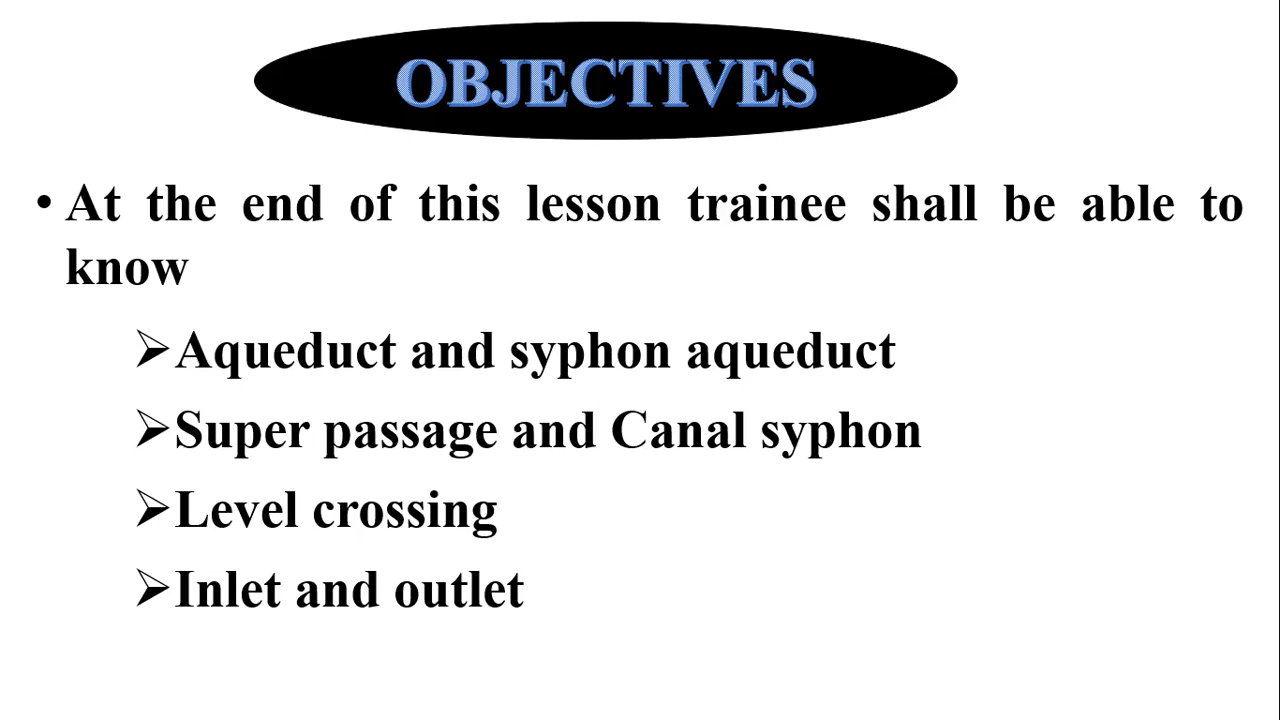 OBJECTIVES
• At the end of this lesson trainee shall be able to
know
➢Aqueduct and syphon aqueduct
➢Super passage and Canal syphon
➢Level crossing
➢Inlet and outlet